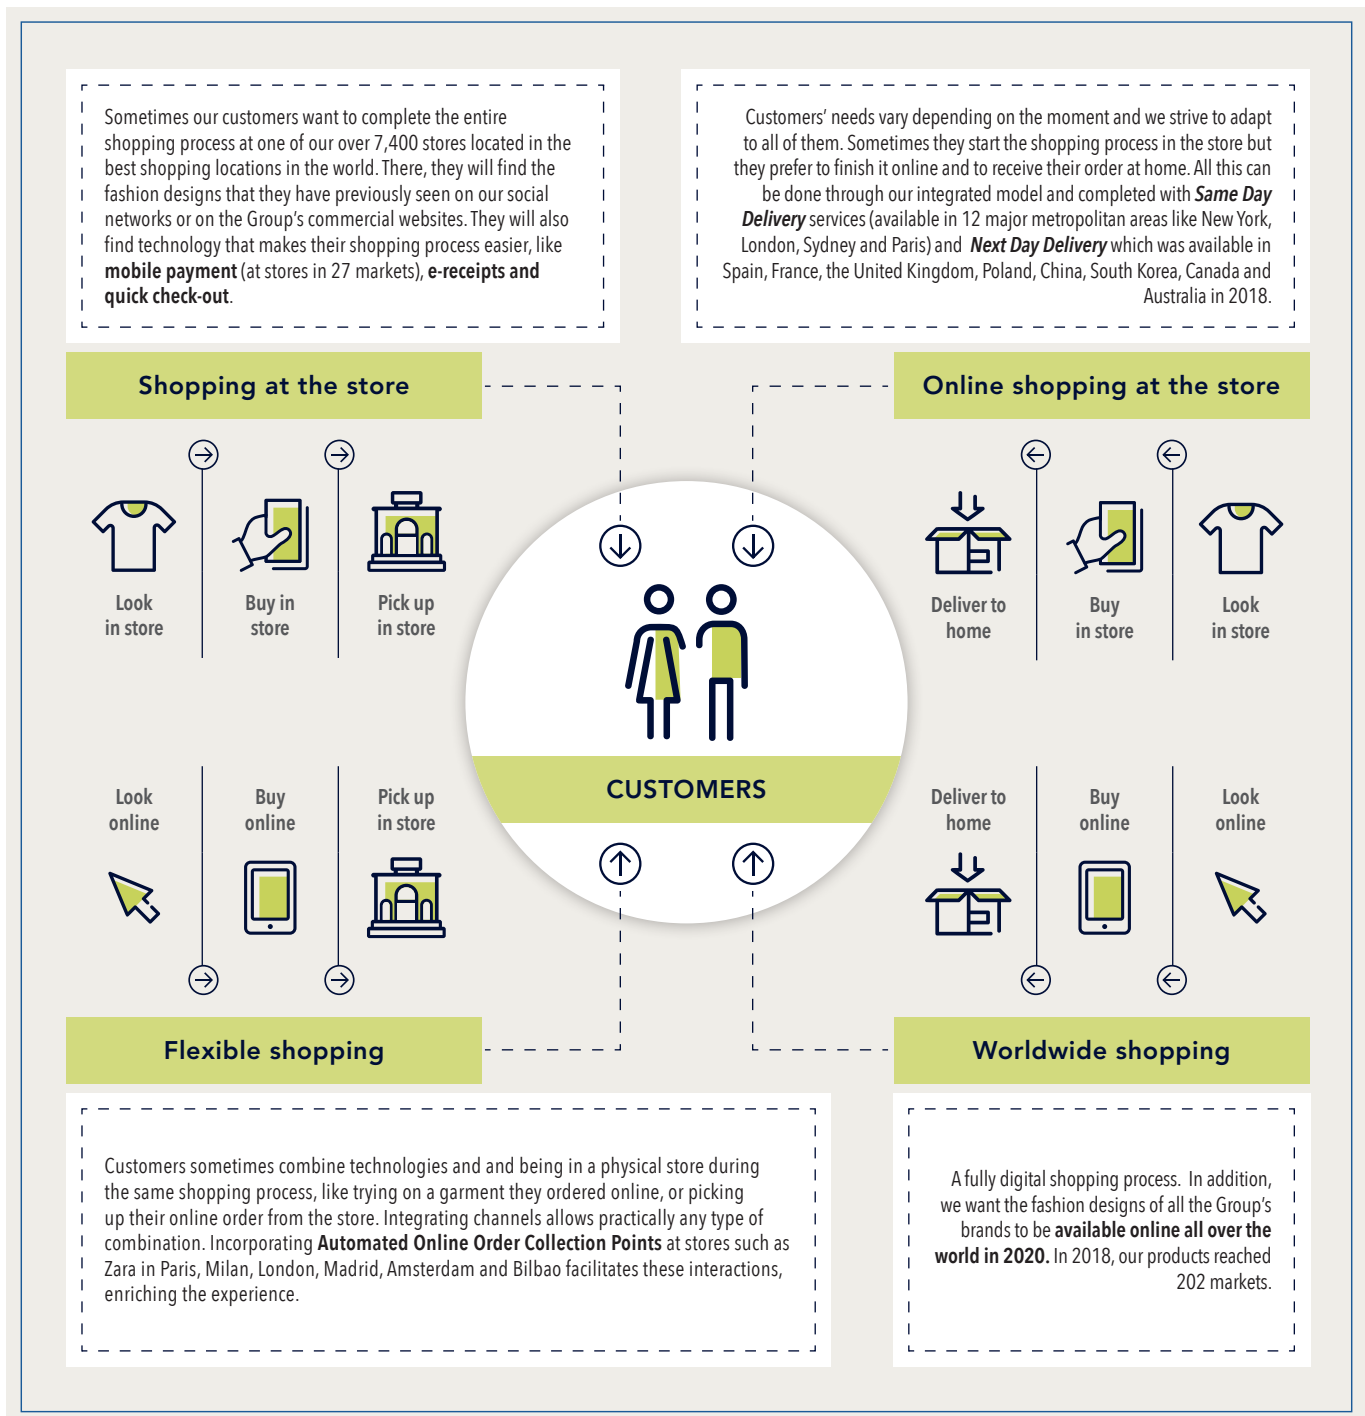 Sometimes our customers want to complete the entire
shopping process at one of our over 7,400 stores located in the
best shopping locations in the world. There, they will find the
fashion designs that they have previously seen on our social
networks or on the Group's commercial websites. They will also
find technology that makes their shopping process easier, like
mobile payment (at stores in 27 markets), e-receipts and
quick check-out.
Customers' needs vary depending on the moment and we strive to adapt
to all of them. Sometimes they start the shopping process in the store but
they prefer to finish it online and to receive their order at home. All this can
be done through our integrated model and completed with Same Day
Delivery services (available in 12 major metropolitan areas like New York,
London, Sydney and Paris) and Next Day Delivery which was available in
Spain, France, the United Kingdom, Poland, China, South Korea, Canada and
Australia in 2018.
Shopping at the store
Online shopping at the store
Look
in store
Buy in
store
Pick up
in store
Deliver to
home
Buy
in store
Look
in store
CUSTOMERS
Look
online
Buy
online
Pick up
in store
Deliver to
home
Buy
online
Look
online
Flexible shopping
Worldwide shopping
Customers sometimes combine technologies and and being in a physical store during
the same shopping process, like trying on a garment they ordered online, or picking
up their online order from the store. Integrating channels allows practically any type of
combination. Incorporating Automated Online Order Collection Points at stores such as
Zara in Paris, Milan, London, Madrid, Amsterdam and Bilbao facilitates these interactions,
enriching the experience.
A fully digital shopping process. In addition,
we want the fashion designs of all the Group's
brands to be available online all over the
world in 2020. In 2018, our products reached
202 markets.